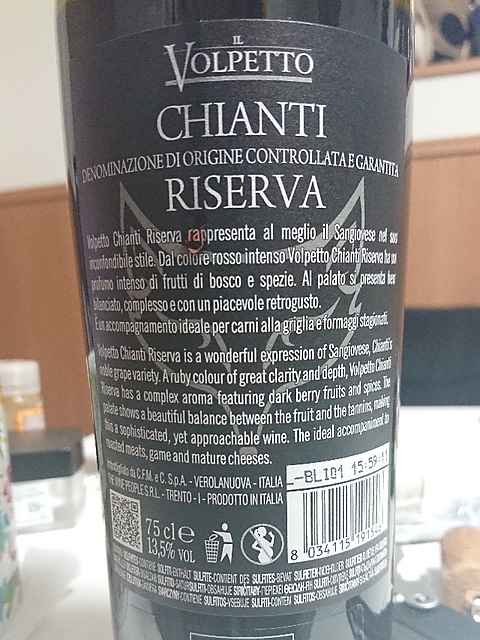 IL
VOLPETTO
CHIANTI
DENOMINAZIONE DI ORIGINE CONTROLLATA E GARANTITA
RISERVA
Volpetto Chianti Riserva rappresenta al meglio il Sangiovese nel suo
inconfondibile stile. Dal colore rosso intenso Volpetto Chianti Riserva ha un
profumo intenso di frutti di bosco e spezie. Al palato si presenta ben
bilanciato, complesso e con un piacevole retrogusto.
È un accompagnamento ideale per carni alla griglia e formaggi stagionati.
Volpetto Chianti Riserva is a wonderful expression of Sangiovese, Chianti's
noble grape variety. A ruby colour of great clarity and depth, Volpetto Chianti
Riserva has a complex aroma featuring dark berry fruits and spices. The
palate shows a beautiful balance between the fruit and the tannins, making
this a sophisticated, yet approachable wine. The ideal accompaniment to
roasted meats, game and mature cheeses.
Imbottigliato da C.F.M. e C. S.p.A. - VEROLANUOVA - ITALIA
THE WINE PEOPLE S.R.L. - TRENTO - I - PRODOTTO IN ITALIA
L-BL101 15:59
75 cl e
13,5% VOL
8 034115 19154